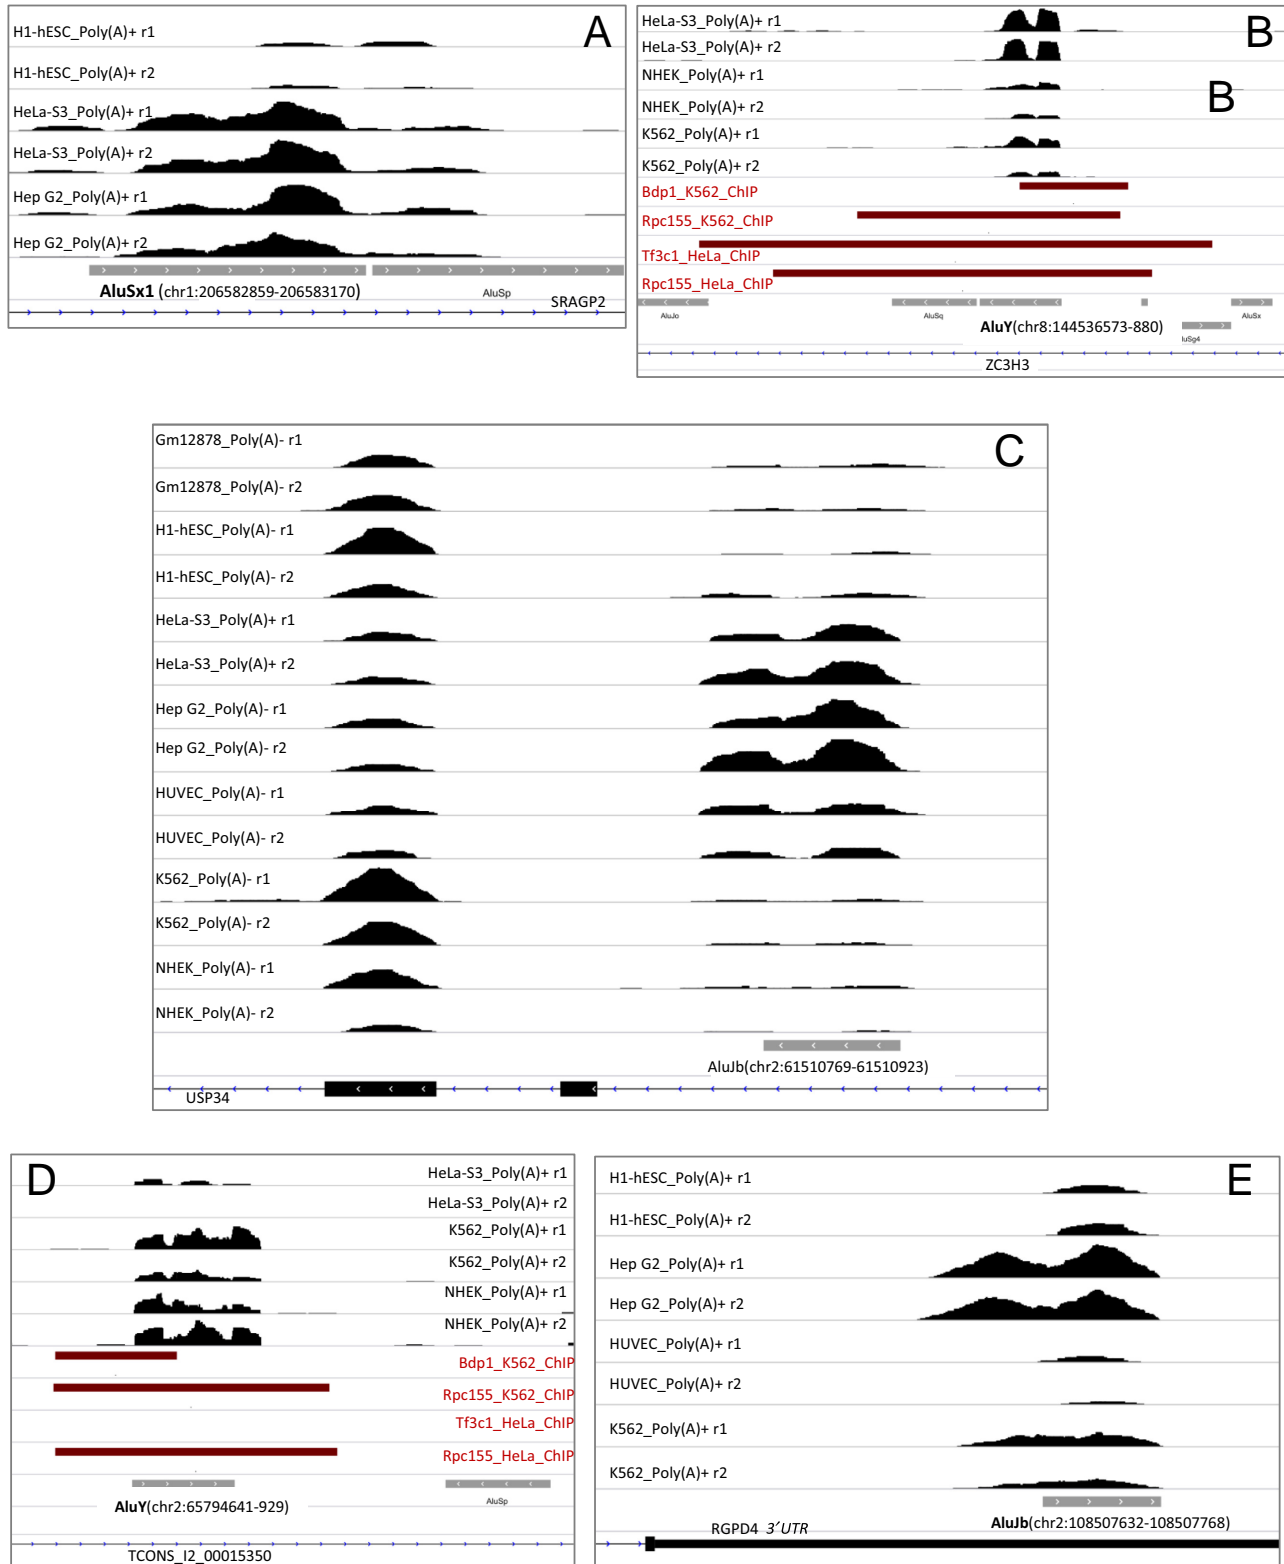 A
H1-hESC_Poly(A)+ r1
H1-hESC_Poly(A)+ r2
HeLa-S3_Poly(A)+ r1
HeLa-S3_Poly(A)+ r2
Hep G2_Poly(A)+ r1
Hep G2_Poly(A)+ r2
AluSx1 (chr1:206582859-206583170)
AluSp
SRAGP2
B
HeLa-S3_Poly(A)+ r1
HeLa-S3_Poly(A)+ r2
NHEK_Poly(A)+ r1
B
NHEK_Poly(A)+ r2
K562_Poly(A)+ r1
K562_Poly(A)+ r2
Bdp1_K562_ChIP
Rpc155_K562_ChIP
Tf3c1_HeLa_ChIP
Rpc155_HeLa_ChIP
AluJo
AluSq
AluSx
AluY(chr8:144536573-880)
luSg4
ZC3H3
C
Gm12878_Poly(A)- r1
Gm12878_Poly(A)- r2
H1-hESC_Poly(A)- r1
H1-hESC_Poly(A)- r2
HeLa-S3_Poly(A)+ r1
HeLa-S3_Poly(A)+ r2
Hep G2_Poly(A)- r1
Hep G2_Poly(A)- r2
HUVEC_Poly(A)- r1
HUVEC_Poly(A)- r2
K562_Poly(A)- r1
K562_Poly(A)- r2
NHEK_Poly(A)- r1
NHEK_Poly(A)- r2
AluJb(chr2:61510769-61510923)
USP34
D
HeLa-S3_Poly(A)+ r1
HeLa-S3_Poly(A)+ r2
K562_Poly(A)+ r1
K562_Poly(A)+ r2
NHEK_Poly(A)+ r1
NHEK_Poly(A)+ r2
Bdp1_K562_ChIP
Rpc155_K562_ChIP
Tf3c1_HeLa_ChIP
Rpc155_HeLa_ChIP
AluY(chr2:65794641-929)
AluSp
TCONS_I2_00015350
E
H1-hESC_Poly(A)+ r1
H1-hESC_Poly(A)+ r2
Hep G2_Poly(A)+ r1
Hep G2_Poly(A)+ r2
HUVEC_Poly(A)+ r1
HUVEC_Poly(A)+ r2
K562_Poly(A)+ r1
K562_Poly(A)+ r2
AluJb(chr2:108507632-108507768)
RGPD4 3´UTR